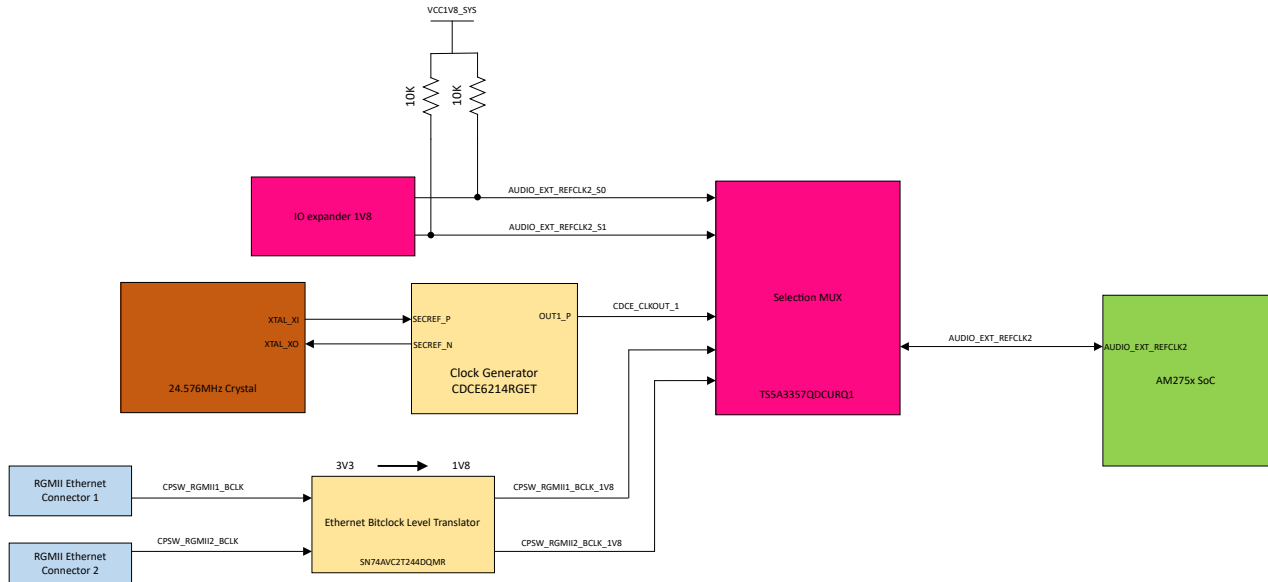 VCC1V8_SYS
10K
10K
IO expander 1V8
AUDIO_EXT_REFCLK2_S0
AUDIO_EXT_REFCLK2_S1
XTAL_XI
XTAL_XO
24.576MHz Crystal
SECREF_P
SECREF_N
OUT1_P
Clock Generator
CDCE6214RGET
CDCE_CLKOUT_1
Selection MUX
TS5A3357QDCURQ1
AUDIO_EXT_REFCLK2
AUDIO_EXT_REFCLK2
AM275x SoC
RGMII Ethernet
Connector 1
CPSW_RGMII1_BCLK
RGMII Ethernet
Connector 2
CPSW_RGMII2_BCLK
3V3
1V8
Ethernet Bitclock Level Translator
SN74AVC2T244DQMR
CPSW_RGMII1_BCLK_1V8
CPSW_RGMII2_BCLK_1V8